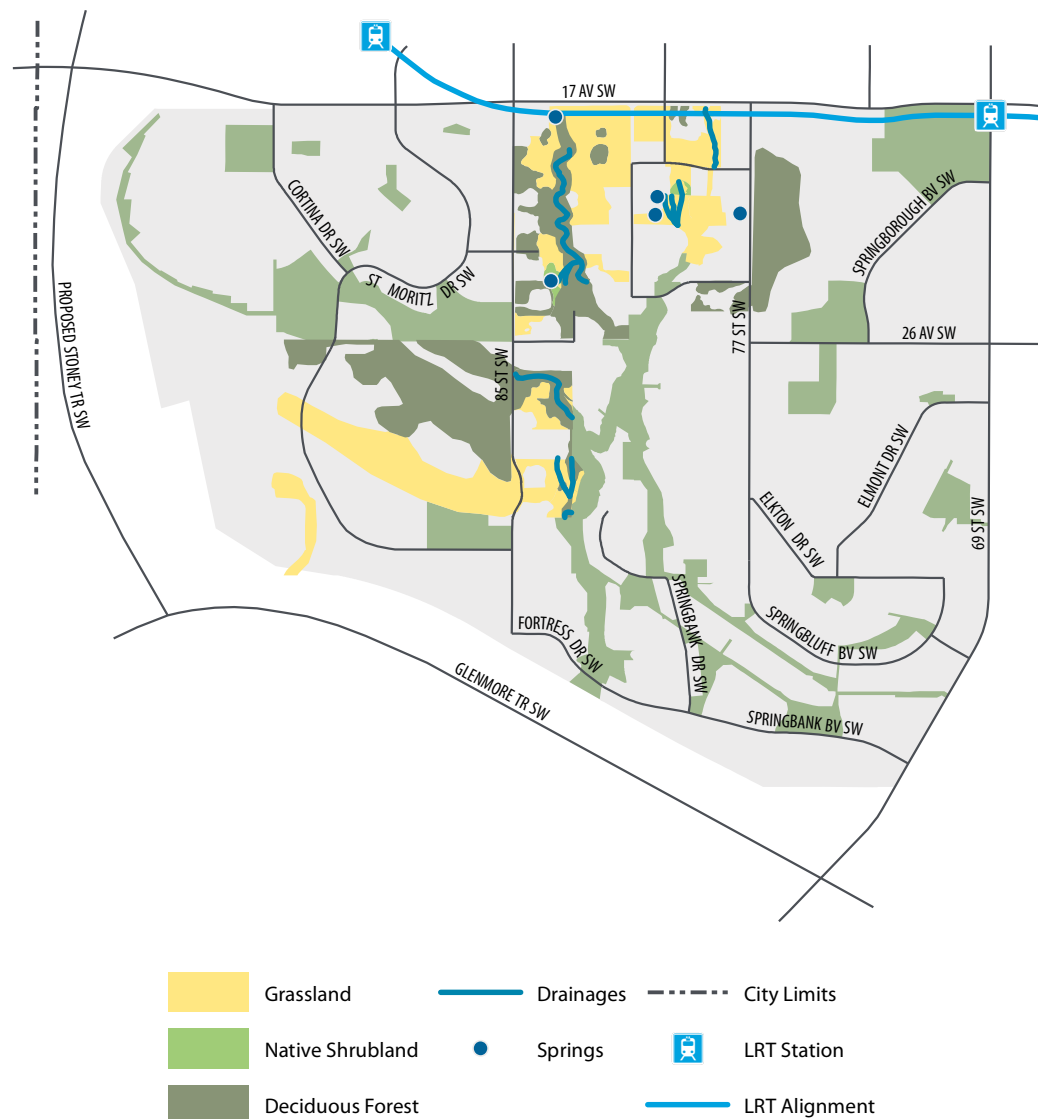 17 AV SW
CORTINA DR SW
ST MORITZ DR SW
SPRINGBOROUGH BV SW
PROPOSED STONEY TR SW
77 ST SW
26 AV SW
85 ST SW
ELMONT DR SW
ELKTON DR SW
69 ST SW
FORTRESS DR SW
SPRINGBANK DR SW
SPRINGBLUFF BV SW
GLENMORE TR SW
SPRINGBANK BV SW
Grassland
Drainages
City Limits
Native Shrubland
Springs
LRT Station
Deciduous Forest
LRT Alignment